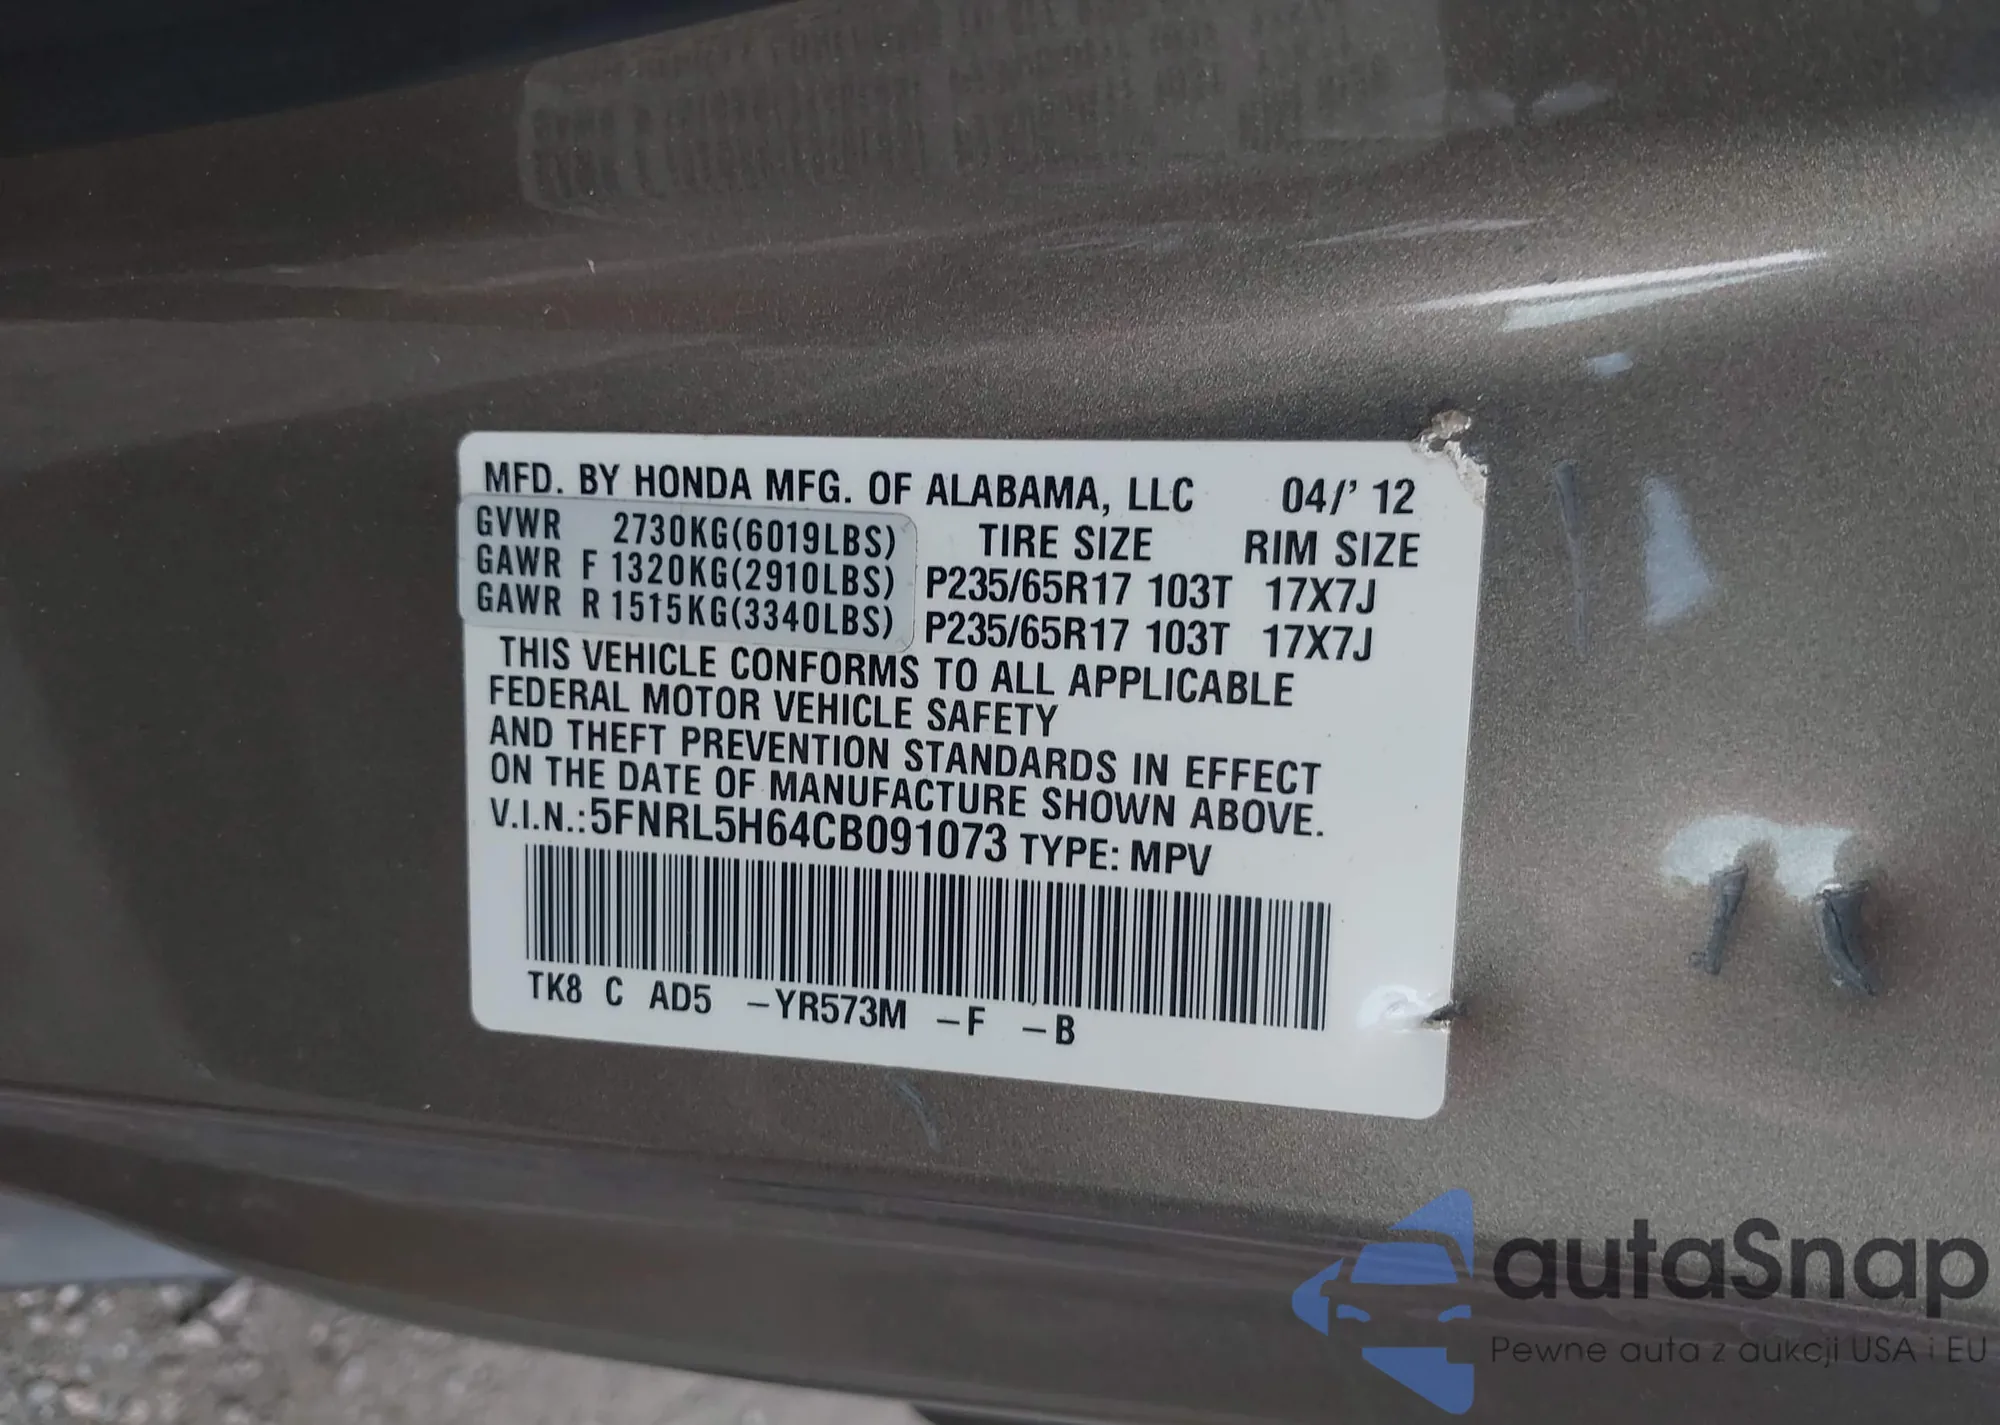 MFD. BY HONDA MFG. OF ALABAMA, LLC 04/' 12
GVWR 2730KG(6019LBS) TIRE SIZE RIM SIZE
GAWR F 1320KG(2910LBS) P235/65R17 103T 17X7J
GAWR R 1515KG(3340LBS) P235/65R17 103T 17X7J
THIS VEHICLE CONFORMS TO ALL APPLICABLE
FEDERAL MOTOR VEHICLE SAFETY
AND THEFT PREVENTION STANDARDS IN EFFECT
ON THE DATE OF MANUFACTURE SHOWN ABOVE.
V.I.N.:5FNRL5H64CB091073 TYPE: MPV
TK8 C AD5 -YR573M -F -B
autaSnap
Pewne auta z aukcji USA i EU